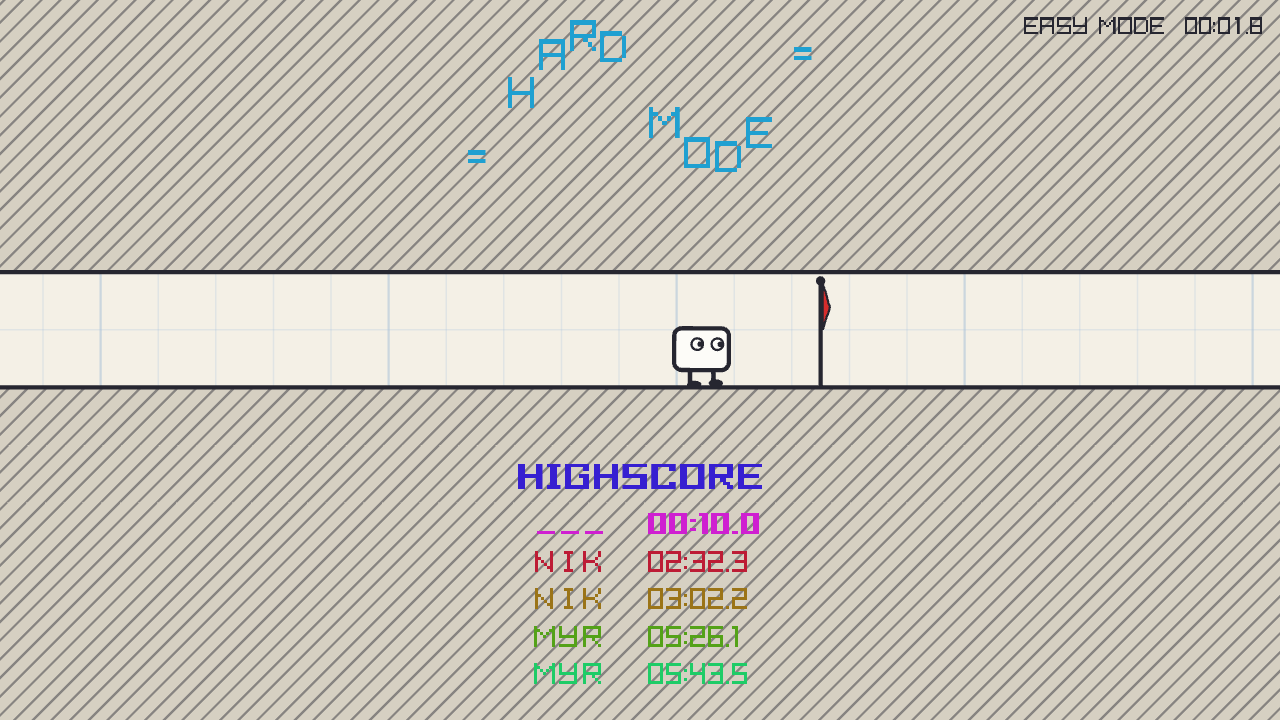 EASY MODE 00:01.8
= HARD MODE =
HIGHSCORE
_ _ _ 00:10.0
NIK 02:32.3
NIK 03:02.2
MYR 05:26.1
MYR 05:43.5